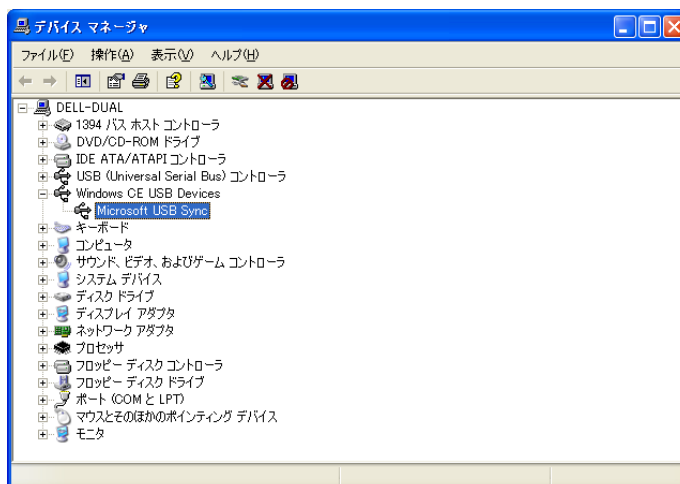 デバイス マネージャ
ファイル(F) 操作(A) 表示(V) ヘルプ(H)
DELL-DUAL
1394 バス ホスト コントローラ
DVD/CD-ROM ドライブ
IDE ATA/ATAPI コントローラ
USB (Universal Serial Bus) コントローラ
Windows CE USB Devices
Microsoft USB Sync
キーボード
コンピュータ
サウンド、ビデオ、およびゲーム コントローラ
システム デバイス
ディスク ドライブ
ディスプレイ アダプタ
ネットワーク アダプタ
プロセッサ
フロッピー ディスク コントローラ
フロッピー ディスク ドライブ
ポート (COM と LPT)
マウスとそのほかのポインティング デバイス
モニタ